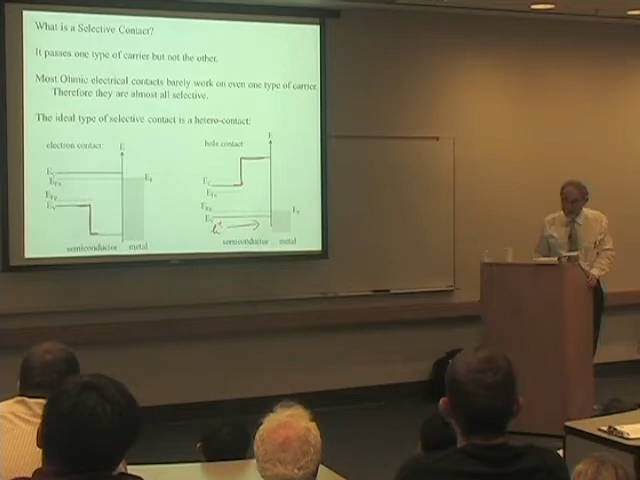 What is a Selective Contact?
It passes one type of carrier but not the other.
Most Ohmic electrical contacts barely work on even one type of carrier.
Therefore they are almost all selective.
The ideal type of selective contact is a hetero-contact:
electron contact: E
hole contact: E
semiconductor metal
semiconductor metal